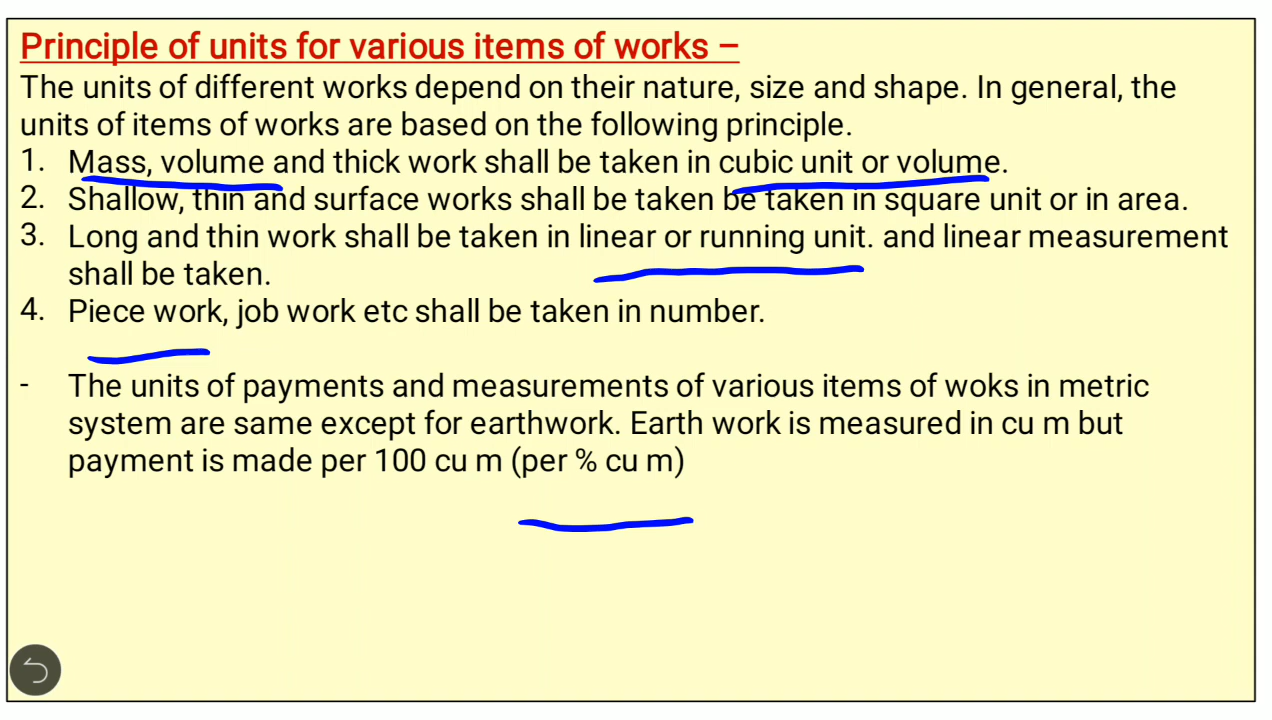 Principle of units for various items of works –
The units of different works depend on their nature, size and shape. In general, the
units of items of works are based on the following principle.
1. Mass, volume and thick work shall be taken in cubic unit or volume.
2. Shallow, thin and surface works shall be taken be taken in square unit or in area.
3. Long and thin work shall be taken in linear or running unit. and linear measurement
shall be taken.
4. Piece work, job work etc shall be taken in number.
- The units of payments and measurements of various items of woks in metric
system are same except for earthwork. Earth work is measured in cu m but
payment is made per 100 cu m (per % cu m)